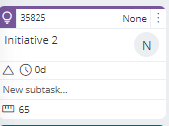 35825 None
Initiative 2 N
0d
New subtask...
65